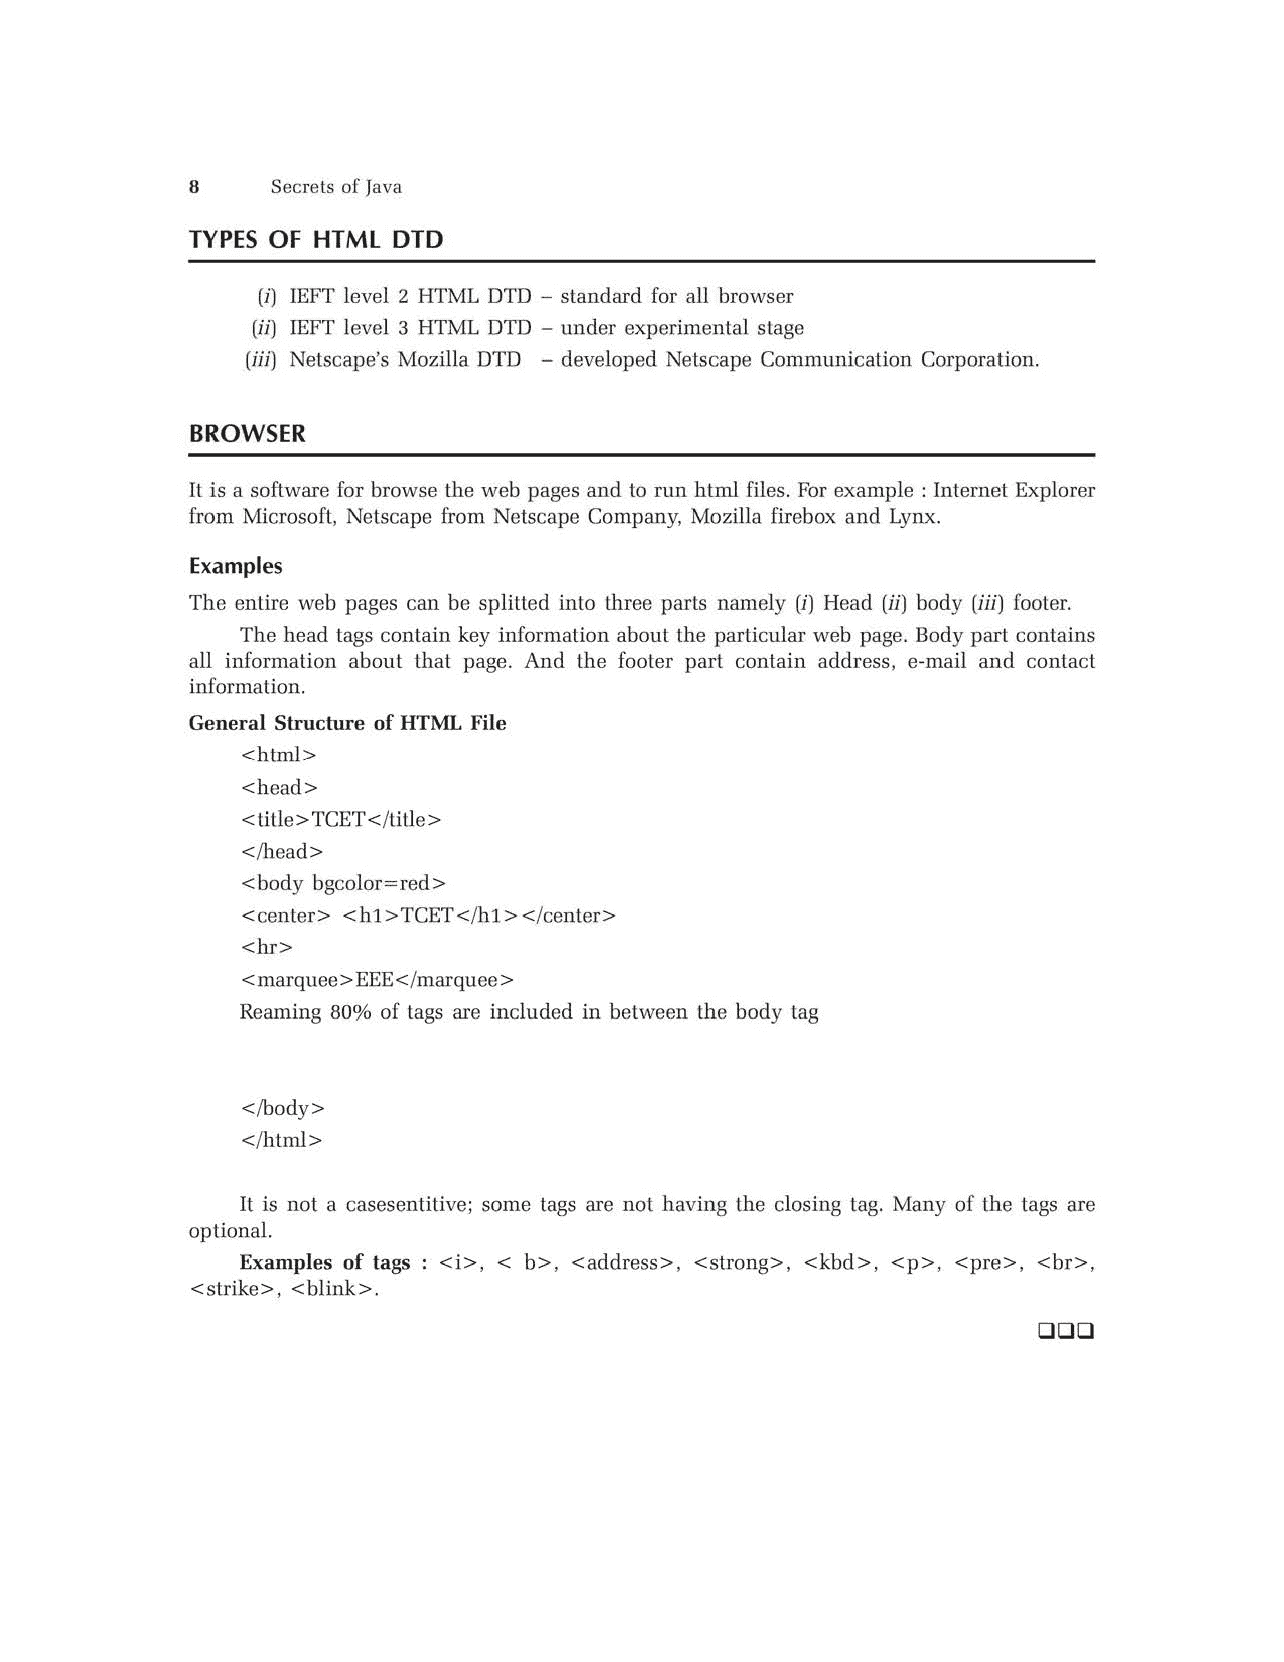 8 Secrets of Java
TYPES OF HTML DTD
(i) IEFT level 2 HTML DTD – standard for all browser
(ii) IEFT level 3 HTML DTD – under experimental stage
(iii) Netscape’s Mozilla DTD – developed Netscape Communication Corporation.
BROWSER
It is a software for browse the web pages and to run html files. For example : Internet Explorer
from Microsoft, Netscape from Netscape Company, Mozilla firebox and Lynx.
Examples
The entire web pages can be splitted into three parts namely (i) Head (ii) body (iii) footer.
The head tags contain key information about the particular web page. Body part contains
all information about that page. And the footer part contain address, e-mail and contact
information.
General Structure of HTML File
<html>
<head>
<title>TCET</title>
</head>
<body bgcolor=red>
<center> <h1>TCET</h1></center>
<hr>
<marquee>EEE</marquee>
Reaming 80% of tags are included in between the body tag
</body>
</html>
It is not a casesentitive; some tags are not having the closing tag. Many of the tags are
optional.
Examples of tags : <i>, < b>, <address>, <strong>, <kbd>, <p>, <pre>, <br>,
<strike>, <blink>.
❑❑❑